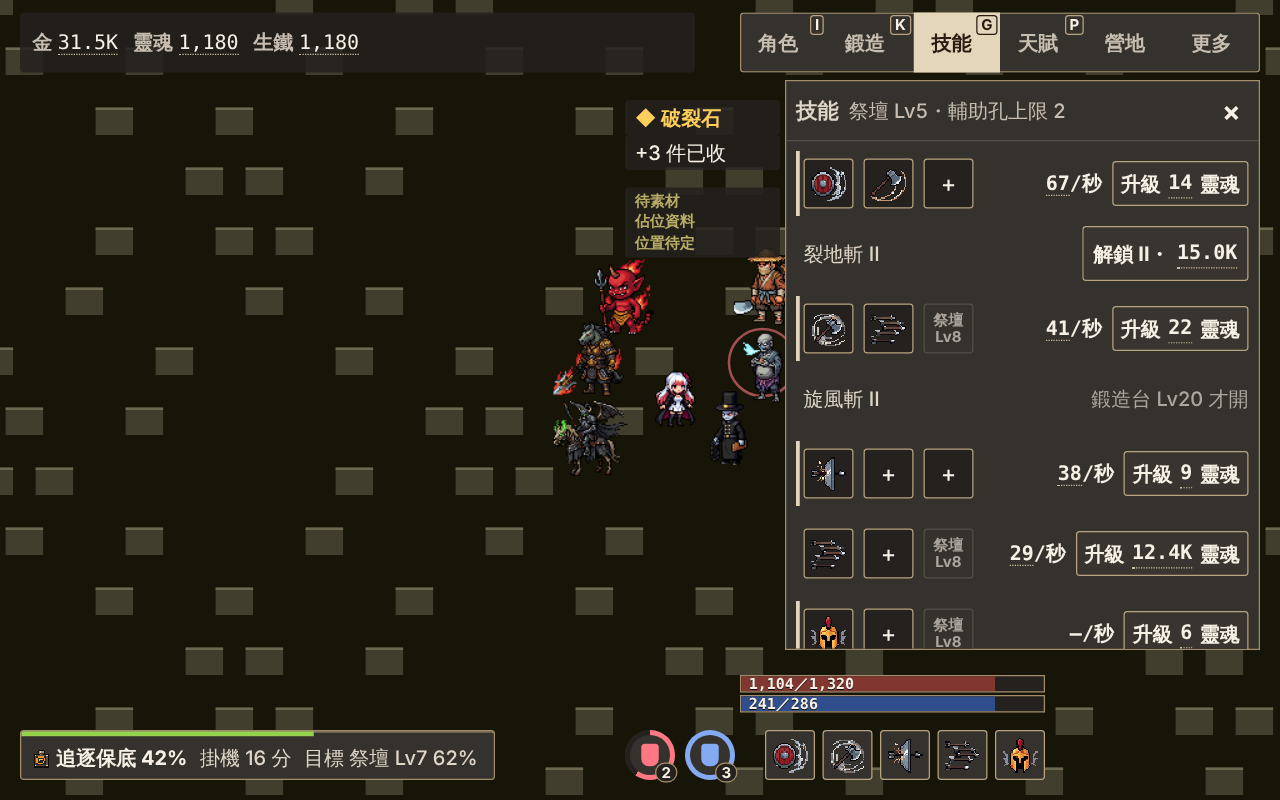 金 31.5K 靈魂 1,180 生鐵 1,180
角色 I
鍛造 K
技能 G
天賦 P
營地
更多
◆ 破裂石
+3 件已收
待素材
佔位資料
位置待定
技能 祭壇 Lv5・輔助孔上限 2 ×
+ 67/秒 升級 14 靈魂
裂地斬 II 解鎖 II・ 15.0K
祭壇 Lv8 41/秒 升級 22 靈魂
旋風斬 II 鍛造台 Lv20 才開
+ + 38/秒 升級 9 靈魂
+ 祭壇 Lv8 29/秒 升級 12.4K 靈魂
+ 祭壇 Lv8 —/秒 升級 6 靈魂
1,104／1,320
241／286
追逐保底 42% 掛機 16 分 目標 祭壇 Lv7 62%
2
3